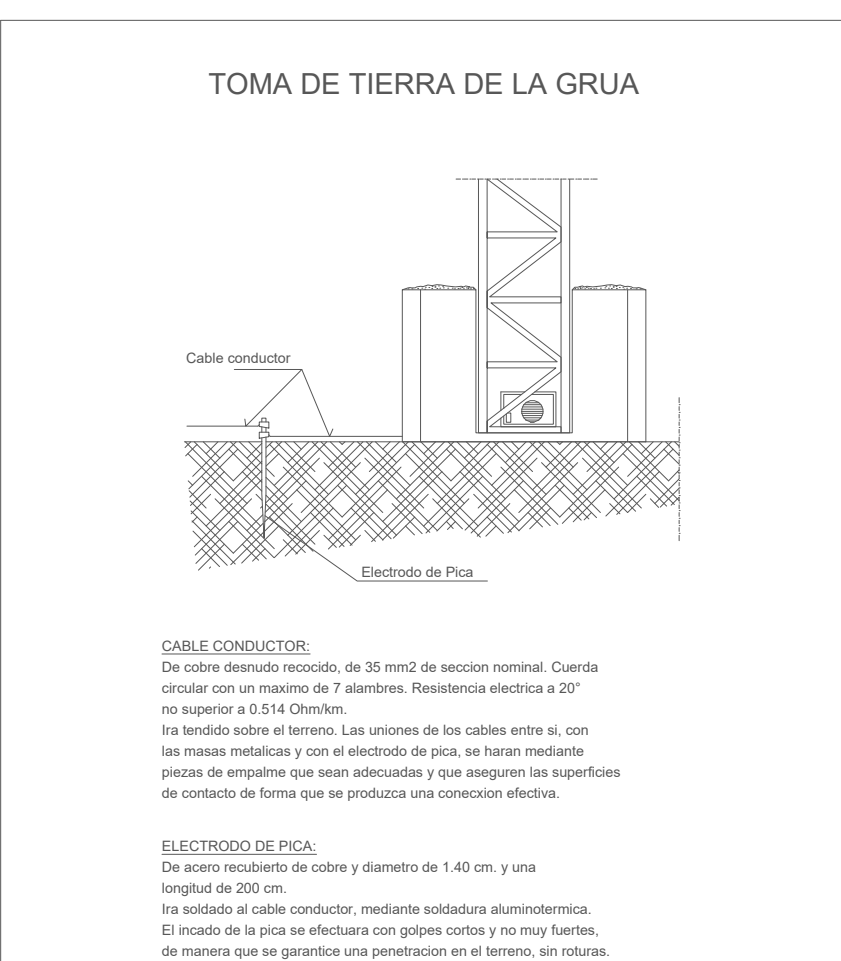 TOMA DE TIERRA DE LA GRUA
Cable conductor
Electrodo de Pica
CABLE CONDUCTOR:
De cobre desnudo recocido, de 35 mm2 de seccion nominal. Cuerda
circular con un maximo de 7 alambres. Resistencia electrica a 20°
no superior a 0.514 Ohm/km.
Ira tendido sobre el terreno. Las uniones de los cables entre si, con
las masas metalicas y con el electrodo de pica, se haran mediante
piezas de empalme que sean adecuadas y que aseguren las superficies
de contacto de forma que se produzca una conecxion efectiva.
ELECTRODO DE PICA:
De acero recubierto de cobre y diametro de 1.40 cm. y una
longitud de 200 cm.
Ira soldado al cable conductor, mediante soldadura aluminotermica.
El incado de la pica se efectuara con golpes cortos y no muy fuertes,
de manera que se garantice una penetracion en el terreno, sin roturas.